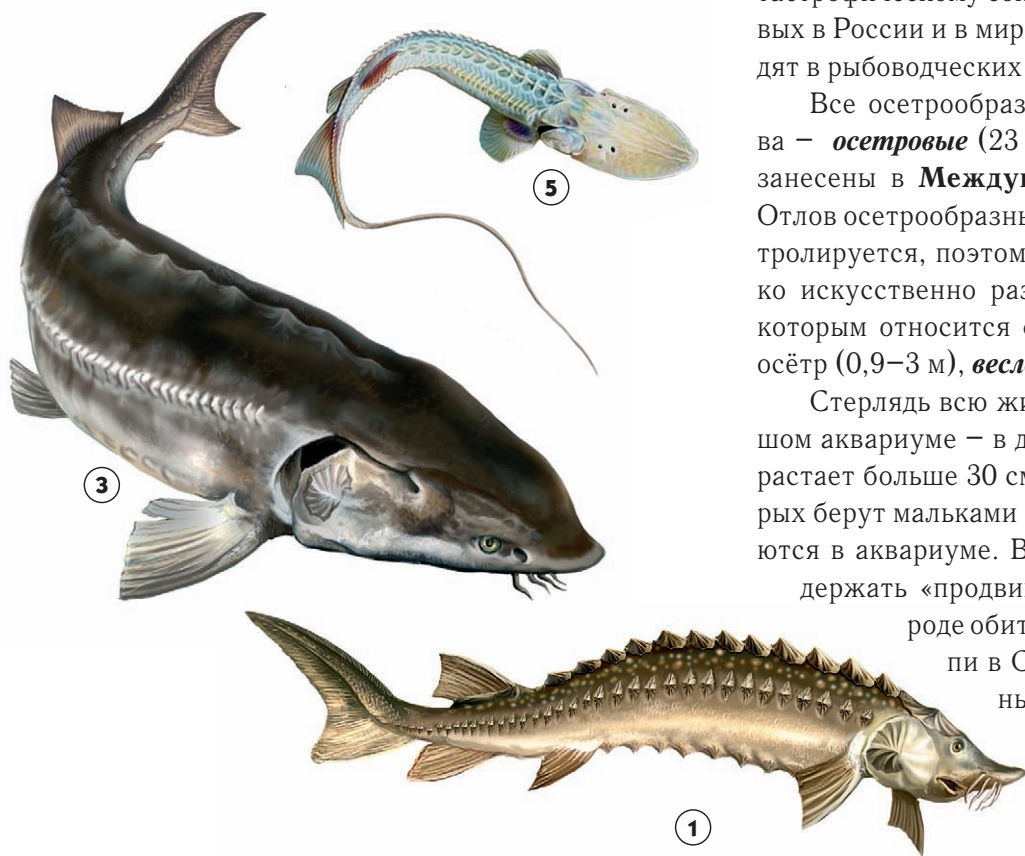 вых в России и в мир
дят в рыбоводческих
Все осетрообраз
ва – осетровые (23
занесены в Междун
Отлов осетрообразны
тролируется, поэтом
ко искусственно раз
которым относится с
осётр (0,9–3 м), весл
Стерлядь всю жи
шом аквариуме – в д
растает больше 30 см
рых берут мальками
ются в аквариуме. В
держать «продвин
роде обит
пи в С
ны
5
3
1